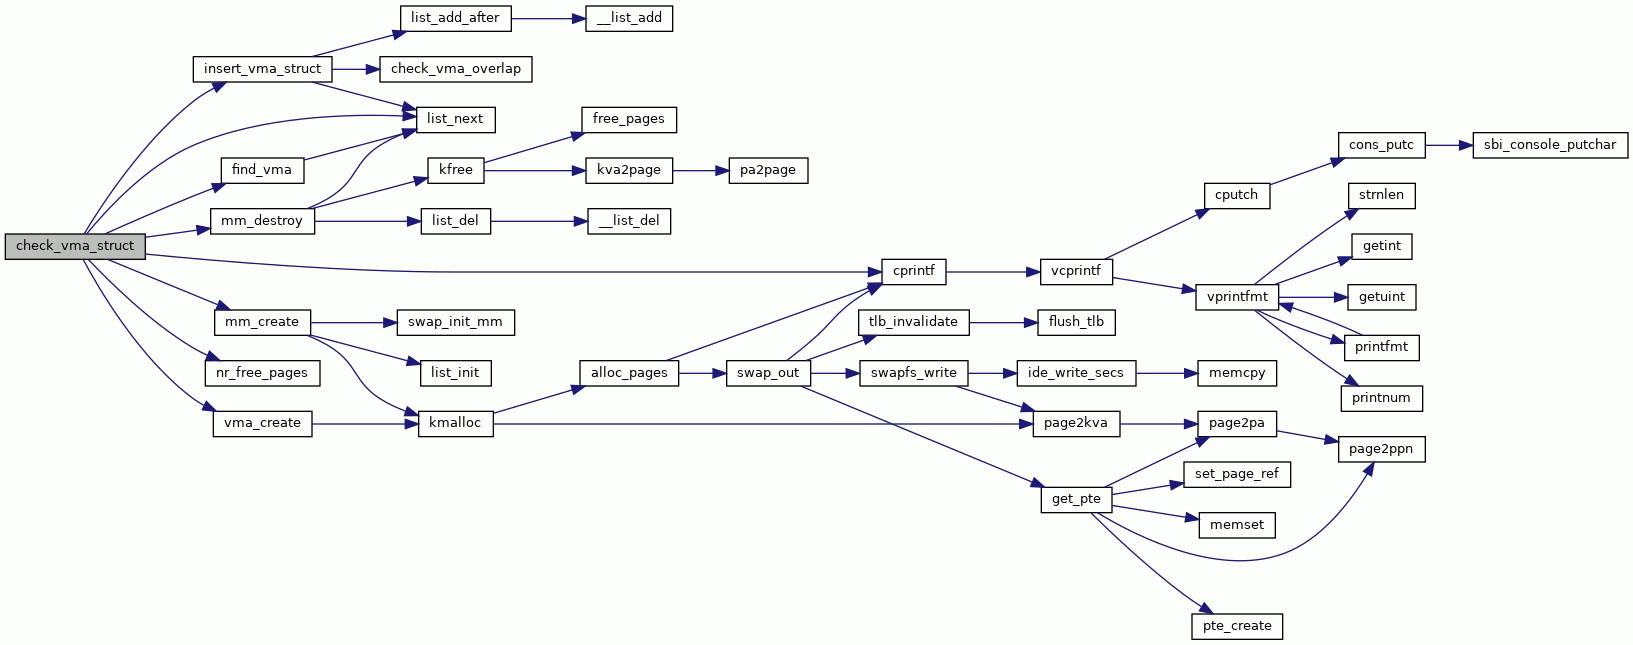 list_add_after
__list_add
insert_vma_struct
check_vma_overlap
list_next
free_pages
cons_putc
sbi_console_putchar
find_vma
kfree
kva2page
pa2page
cputch
strnlen
mm_destroy
list_del
__list_del
check_vma_struct
getint
cprintf
vcprintf
vprintfmt
getuint
mm_create
swap_init_mm
tlb_invalidate
flush_tlb
printfmt
nr_free_pages
list_init
alloc_pages
swap_out
swapfs_write
ide_write_secs
memcpy
printnum
vma_create
kmalloc
page2kva
page2pa
page2ppn
set_page_ref
get_pte
memset
pte_create